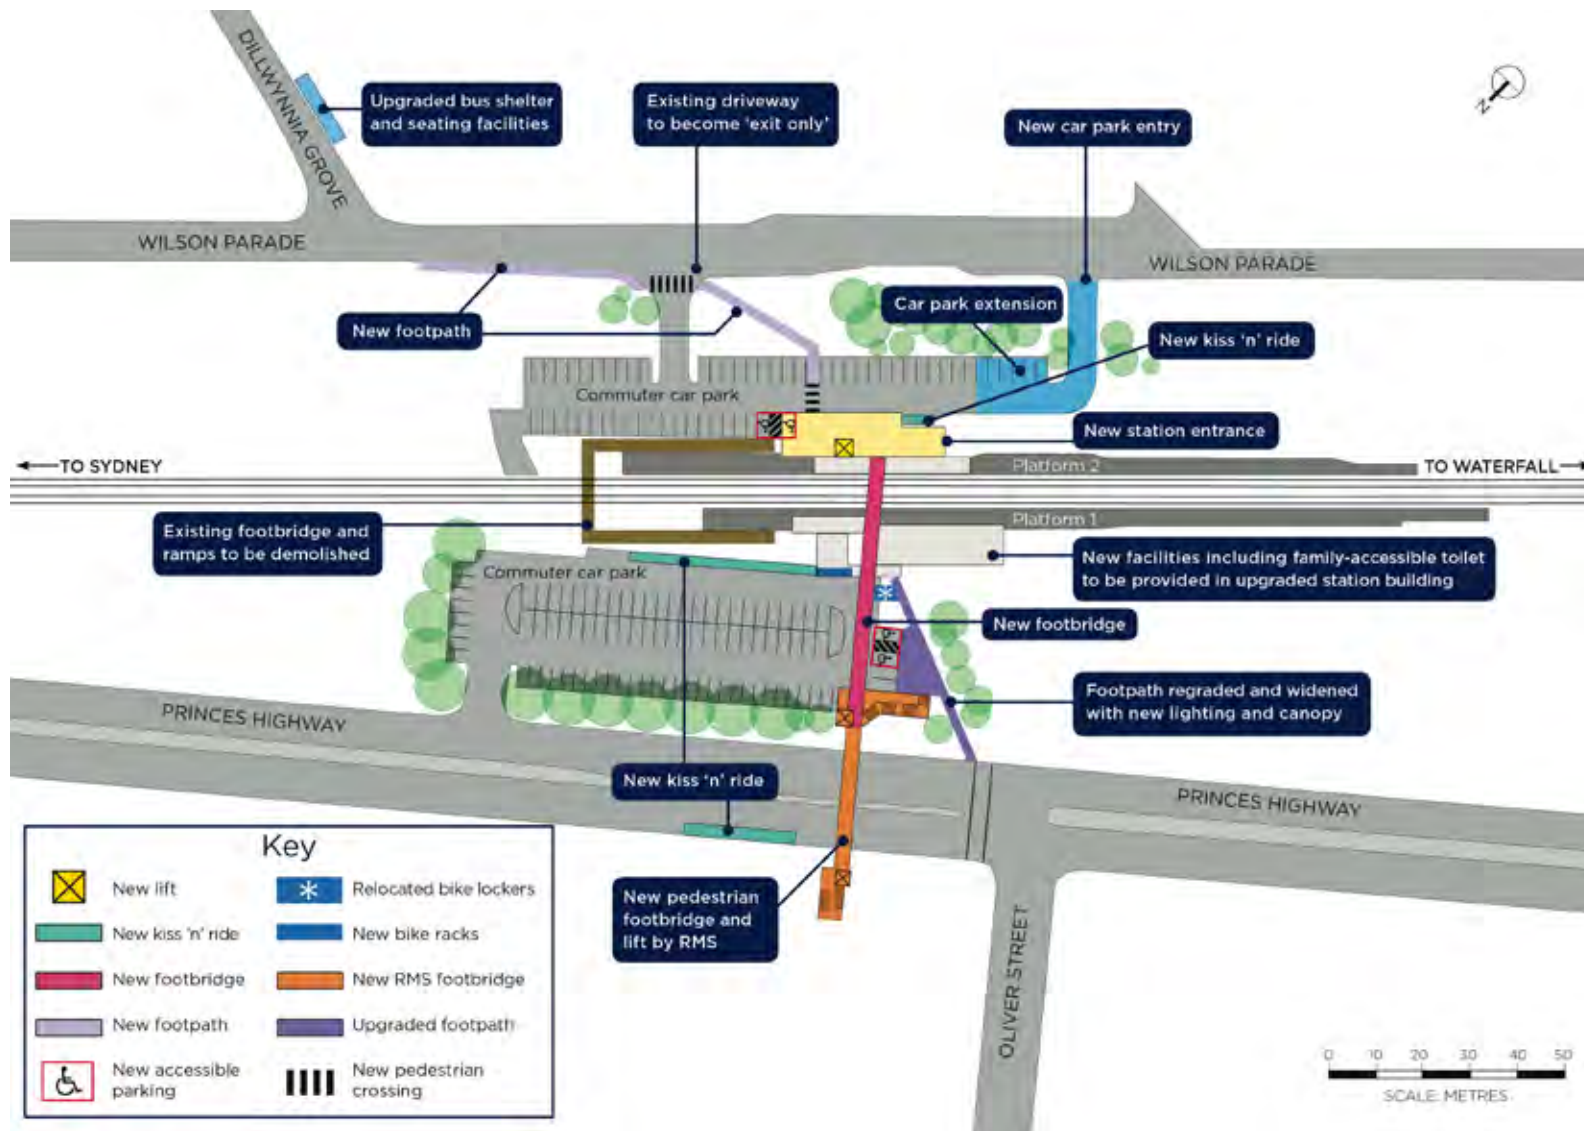 DILLWYNNIA GROVE
Upgraded bus shelter
and seating facilities
Existing driveway
to become ‘exit only’
New car park entry
N
WILSON PARADE
WILSON PARADE
New footpath
Car park extension
New kiss ‘n’ ride
Commuter car park
New station entrance
TO SYDNEY
Platform 2
TO WATERFALL
Existing footbridge and
ramps to be demolished
Platform 1
New facilities including family-accessible toilet
to be provided in upgraded station building
Commuter car park
New footbridge
Footpath regraded and widened
with new lighting and canopy
PRINCES HIGHWAY
New kiss ‘n’ ride
PRINCES HIGHWAY
New pedestrian
footbridge and
lift by RMS
OLIVER STREET
Key
New lift
Relocated bike lockers
New kiss ‘n’ ride
New bike racks
New footbridge
New RMS footbridge
New footpath
Upgraded footpath
New accessible
parking
New pedestrian
crossing
0 10 20 30 40 50
SCALE: METRES